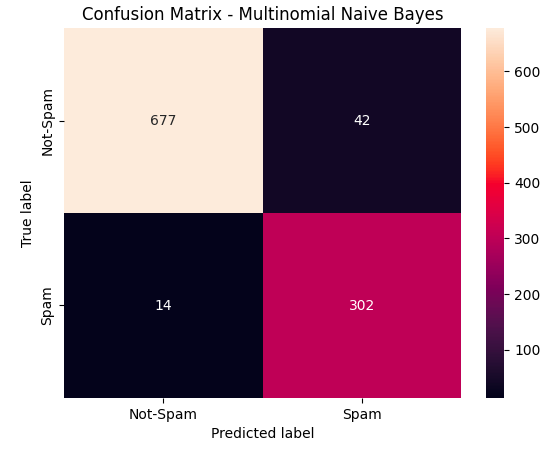 Confusion Matrix - Multinomial Naive Bayes
Not-Spam
Spam
True label
677
42
14
302
Not-Spam
Spam
Predicted label
600
500
400
300
200
100